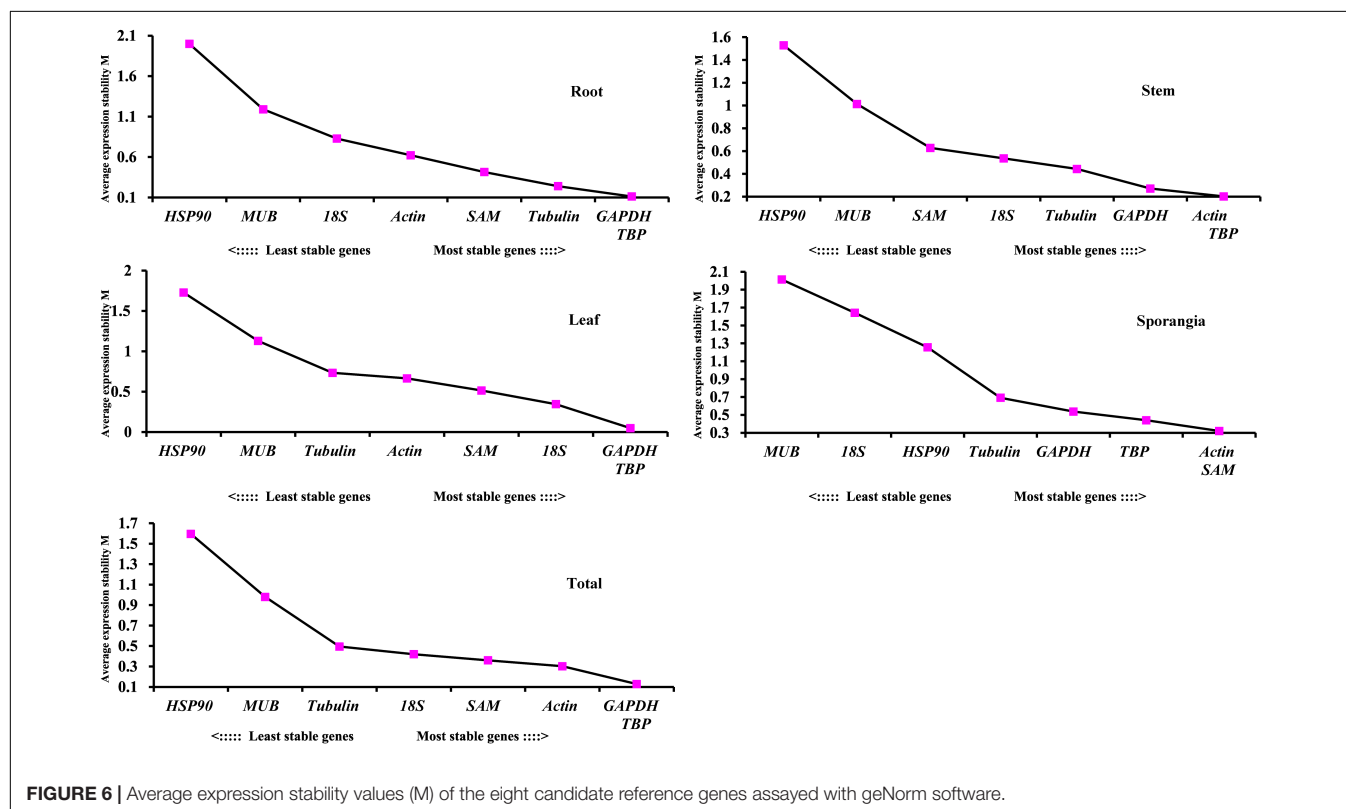 Average expression stability M
2.1
1.6
1.1
0.6
0.1
Root
HSP90 MUB 18S Actin SAM Tubulin GAPDH
TBP
<::::: Least stable genes Most stable genes ::::>
Average expression stability M
1.6
1.4
1
0.6
0.4
0.2
Stem
HSP90 MUB SAM 18S Tubulin GAPDH Actin
TBP
<::::: Least stable genes Most stable genes ::::>
Average expression stability M
2
1.5
1
0.5
0
Leaf
HSP90 MUB Tubulin Actin SAM 18S GAPDH
TBP
<::::: Least stable genes Most stable genes ::::>
Average expression stability M
2.1
1.9
1.3
1.5
1.1
0.9
0.7
0.5
0.3
Sporangia
MUB 18S HSP90 Tubulin GAPDH TBP Actin
SAM
<::::: Least stable genes Most stable genes ::::>
Average expression stability M
1.7
1.5
1.3
1.1
0.9
0.7
0.5
0.3
0.1
Total
HSP90 MUB Tubulin 18S SAM Actin GAPDH
TBP
<::::: Least stable genes Most stable genes ::::>
FIGURE 6 | Average expression stability values (M) of the eight candidate reference genes assayed with geNorm software.